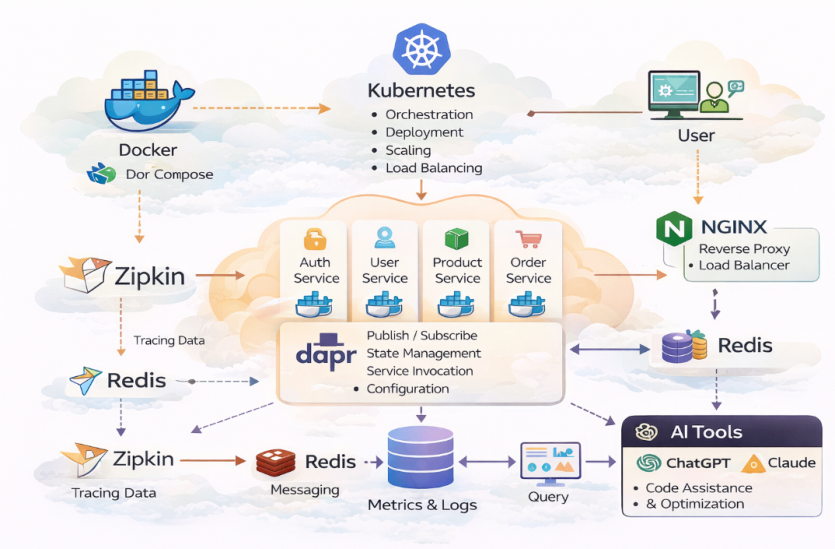 Kubernetes
• Orchestration
• Deployment
• Scaling
• Load Balancing
Docker
Dor Compose
User
Auth
Service
User
Service
Product
Service
Order
Service
N NGINX
Reverse Proxy
• Load Balancer
Zipkin
Tracing Data
dapr
Publish / Subscribe
State Management
Service Invocation
• Configuration
Redis
Redis
Zipkin
Tracing Data
Redis
Messaging
Metrics & Logs
Query
AI Tools
ChatGPT
Claude
• Code Assistance
• & Optimization